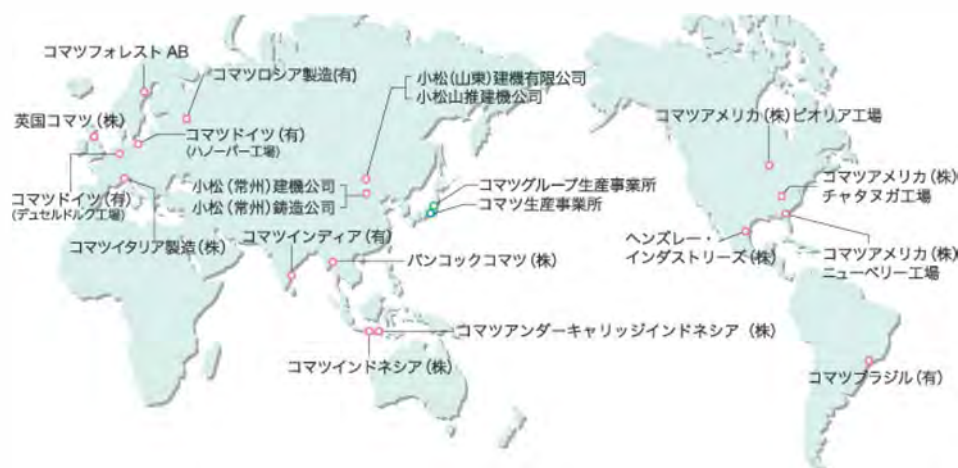 コマツフォレスト AB
コマツロシア製造(有)
小松(山東)建機有限公司
小松山推建機公司
英国コマツ(株)
コマツドイツ(有)
(ハノーバー工場)
コマツアメリカ(株)ピオリア工場
小松(常州)建機公司
小松(常州)鋳造公司
コマツグループ生産事業所
コマツ生産事業所
コマツアメリカ(株)
チャタヌガ工場
コマツドイツ(有)
(デュセルドルグ工場)
コマツイタリア製造(株)
コマツインディア(有)
バンコックコマツ(株)
ヘンズレー・
インダストリーズ(株)
コマツアメリカ(株)
ニューベリー工場
コマツアンダーキャリッジインドネシア(株)
コマツインドネシア(株)
コマツブラジル(有)